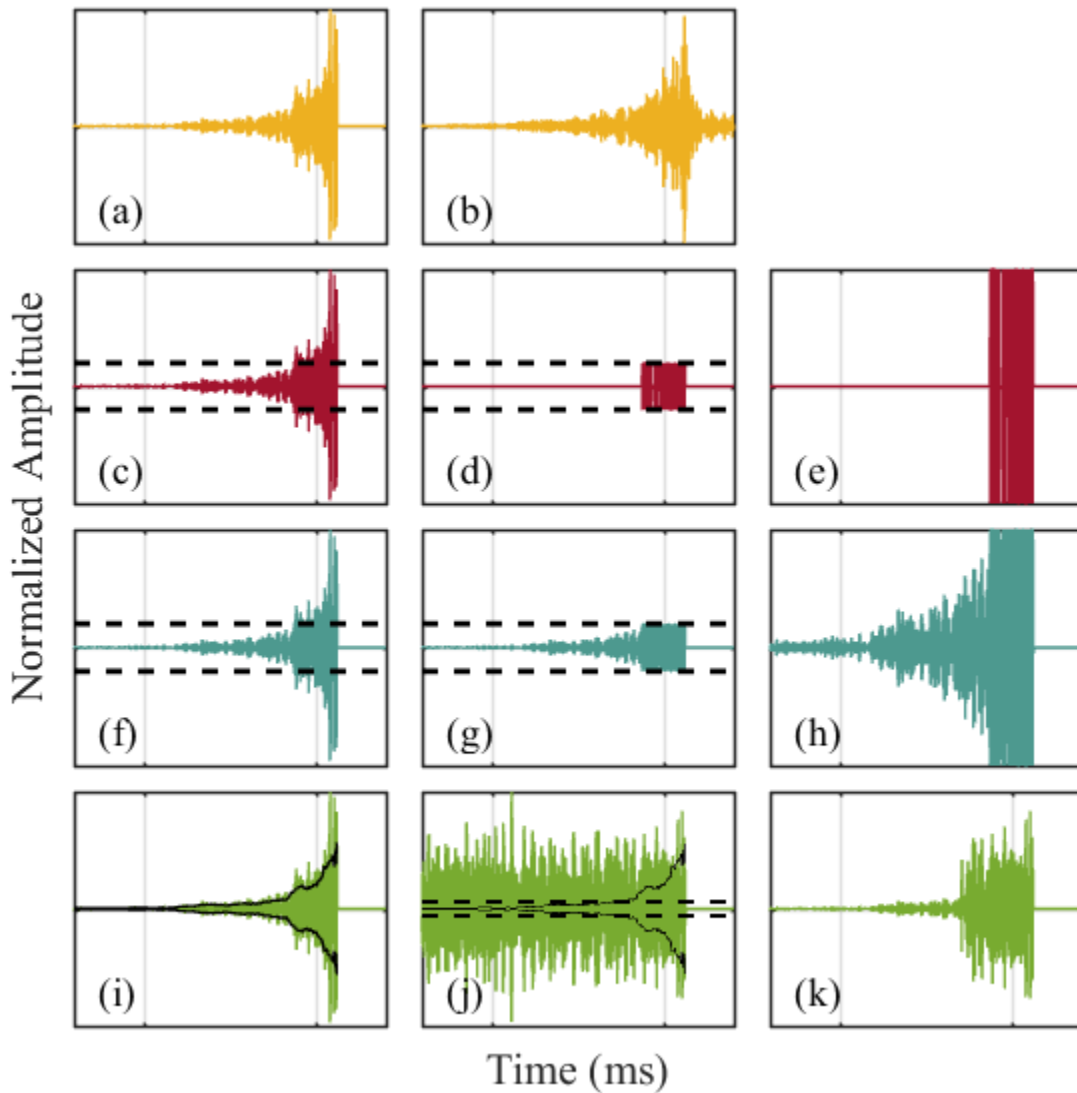 (a)
(b)
Normalized Amplitude
(c)
(d)
(e)
(f)
(g)
(h)
(i)
(j)
(k)
Time (ms)